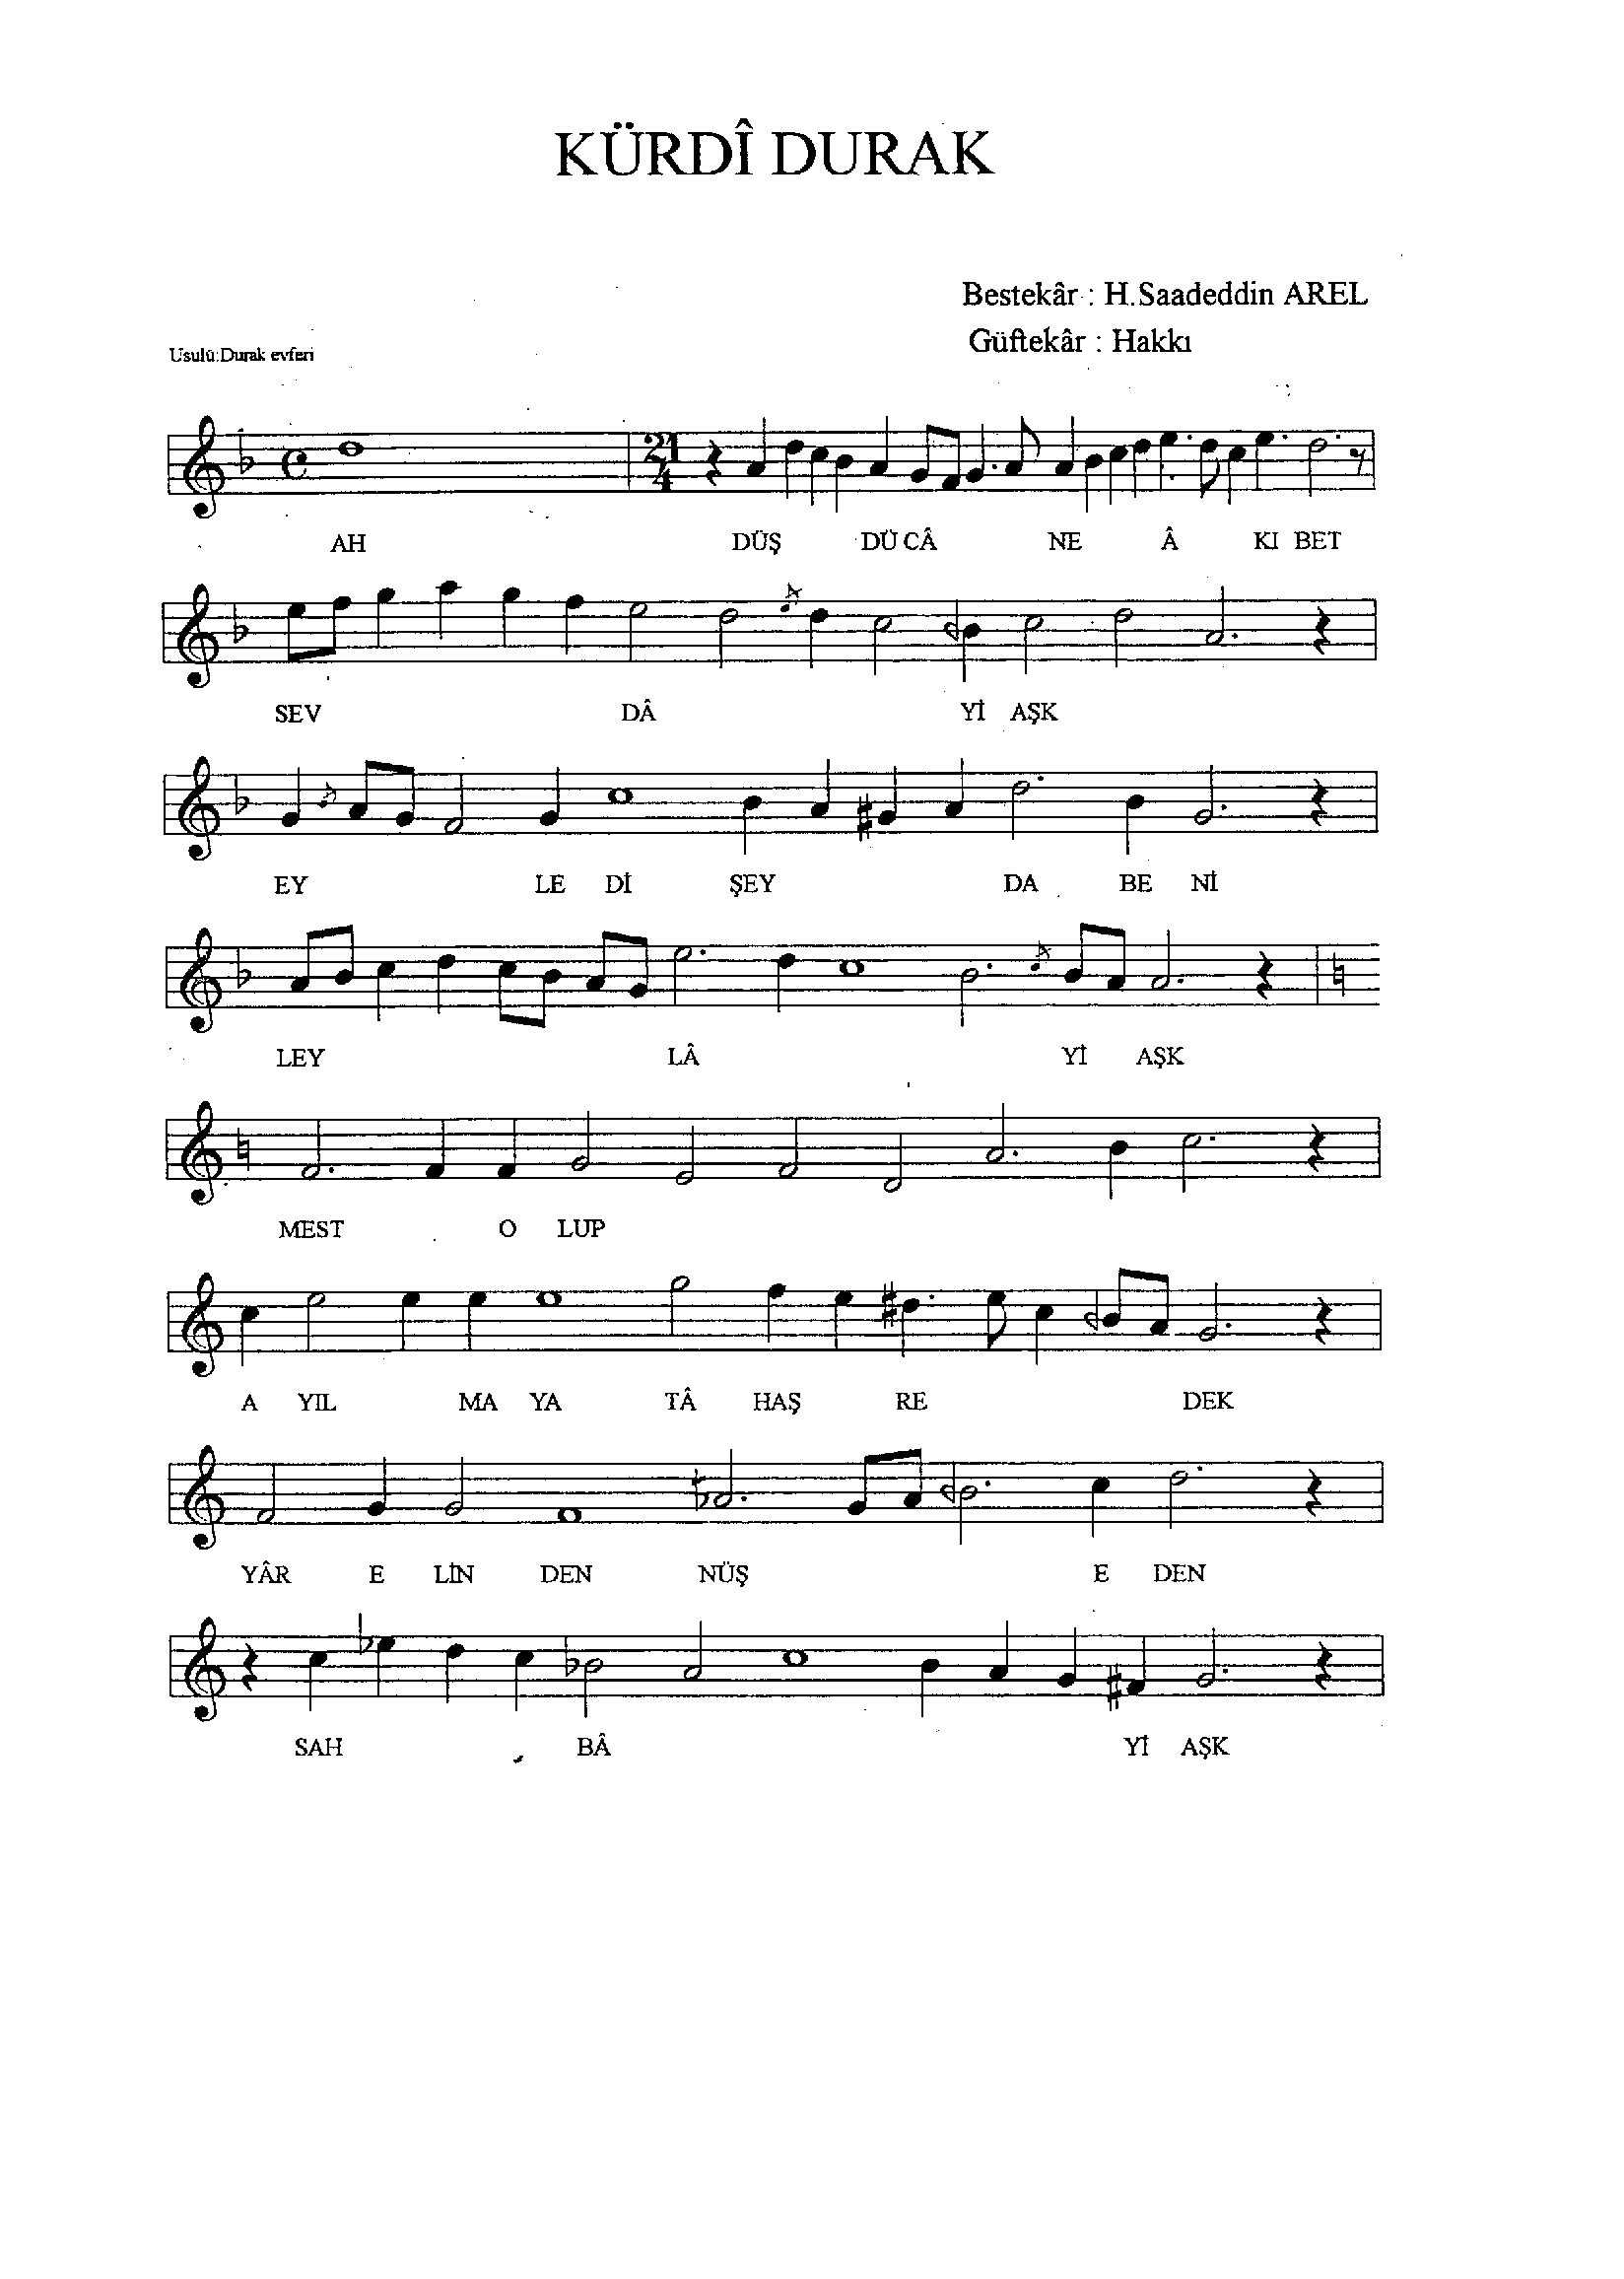 KÜRDÎ DURAK
Bestekâr : H.Saadeddin AREL
Güftekâr : Hakkı
Usulü:Durak evferi
21
4
AH DÜŞ DÜ CÂ NE Â KI BET
SEV DÂ Yİ AŞK
EY LE Dİ ŞEY DA BE Nİ
LEY LÂ Yİ AŞK
MEST O LUP
A YIL MA YA TÂ HAŞ RE DEK
YÂR E LİN DEN NÜŞ E DEN
SAH BÂ Yİ AŞK